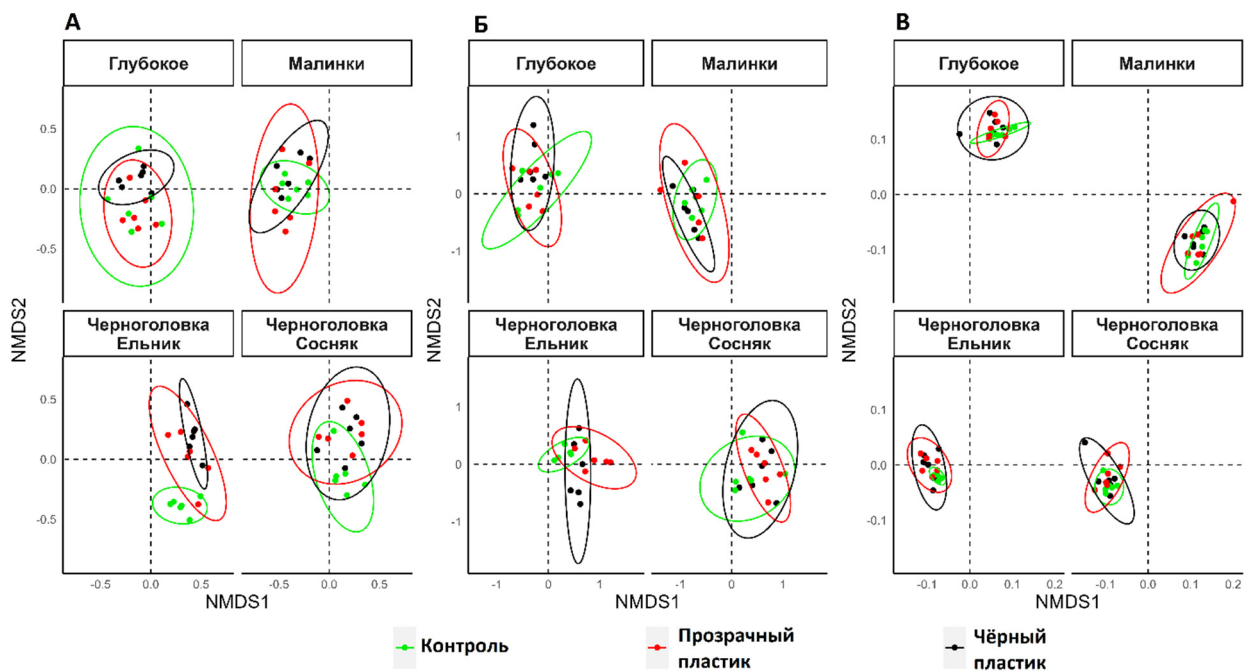 А
Глубокое
Малинки
0.5
0.0
-0.5
Черноголовка
Ельник
Черноголовка
Сосняк
0.5
0.0
-0.5
NMDS2
-0.5
0.0
0.5
-0.5
0.0
0.5
NMDS1
Б
Глубокое
Малинки
1
0
-1
Черноголовка
Ельник
Черноголовка
Сосняк
1
0
-1
NMDS2
-1
0
1
-1
0
1
NMDS1
В
Глубокое
Малинки
0.1
0.0
-0.1
Черноголовка
Ельник
Черноголовка
Сосняк
0.1
0.0
-0.1
NMDS2
-0.1
0.0
0.1
0.2
-0.1
0.0
0.1
0.2
NMDS1
Контроль
Прозрачный
пластик
Чёрный
пластик